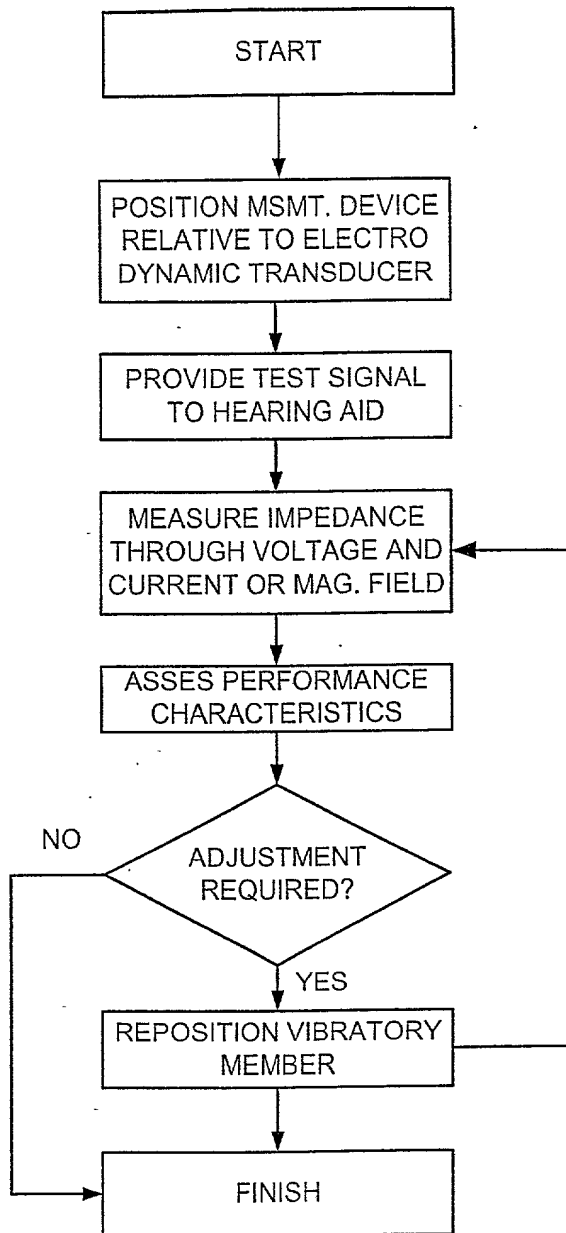 START
POSITION MSMT. DEVICE
RELATIVE TO ELECTRO
DYNAMIC TRANSDUCER
PROVIDE TEST SIGNAL
TO HEARING AID
MEASURE IMPEDANCE
THROUGH VOLTAGE AND
CURRENT OR MAG. FIELD
ASSES PERFORMANCE
CHARACTERISTICS
NO
ADJUSTMENT
REQUIRED?
YES
REPOSITION VIBRATORY
MEMBER
FINISH